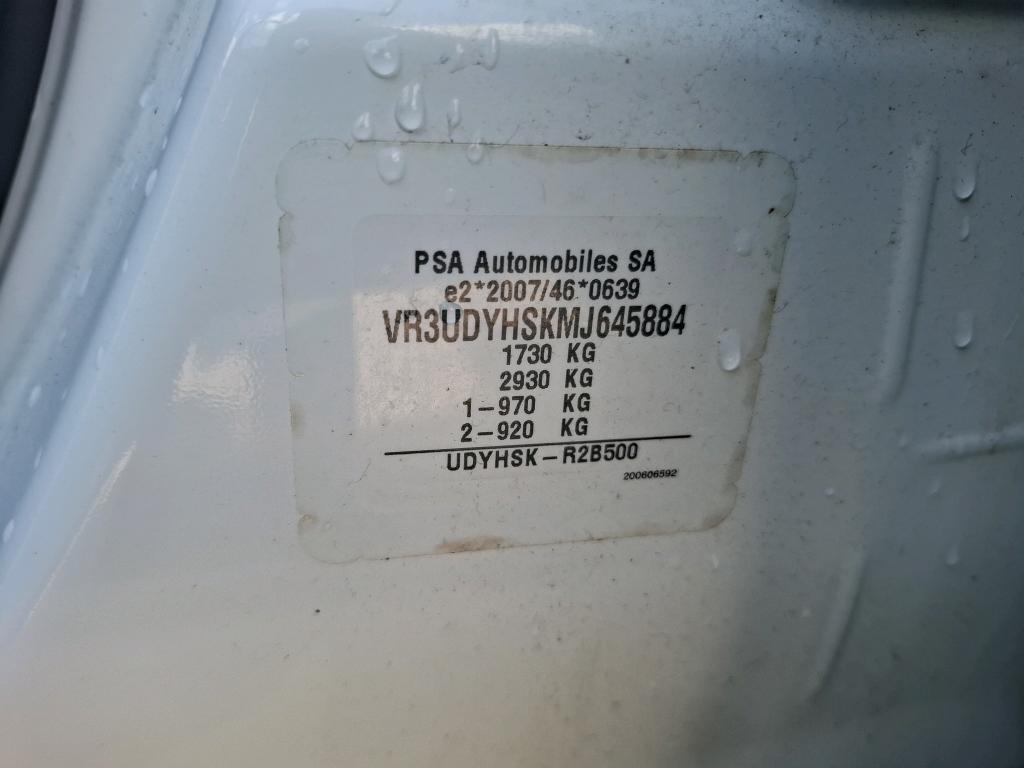 PSA Automobiles SA
e2*2007/46*0639
VR3UDYHSKMJ645884
1730 KG
2930 KG
1-970 KG
2-920 KG
UDYHSK-R2B500
200606592